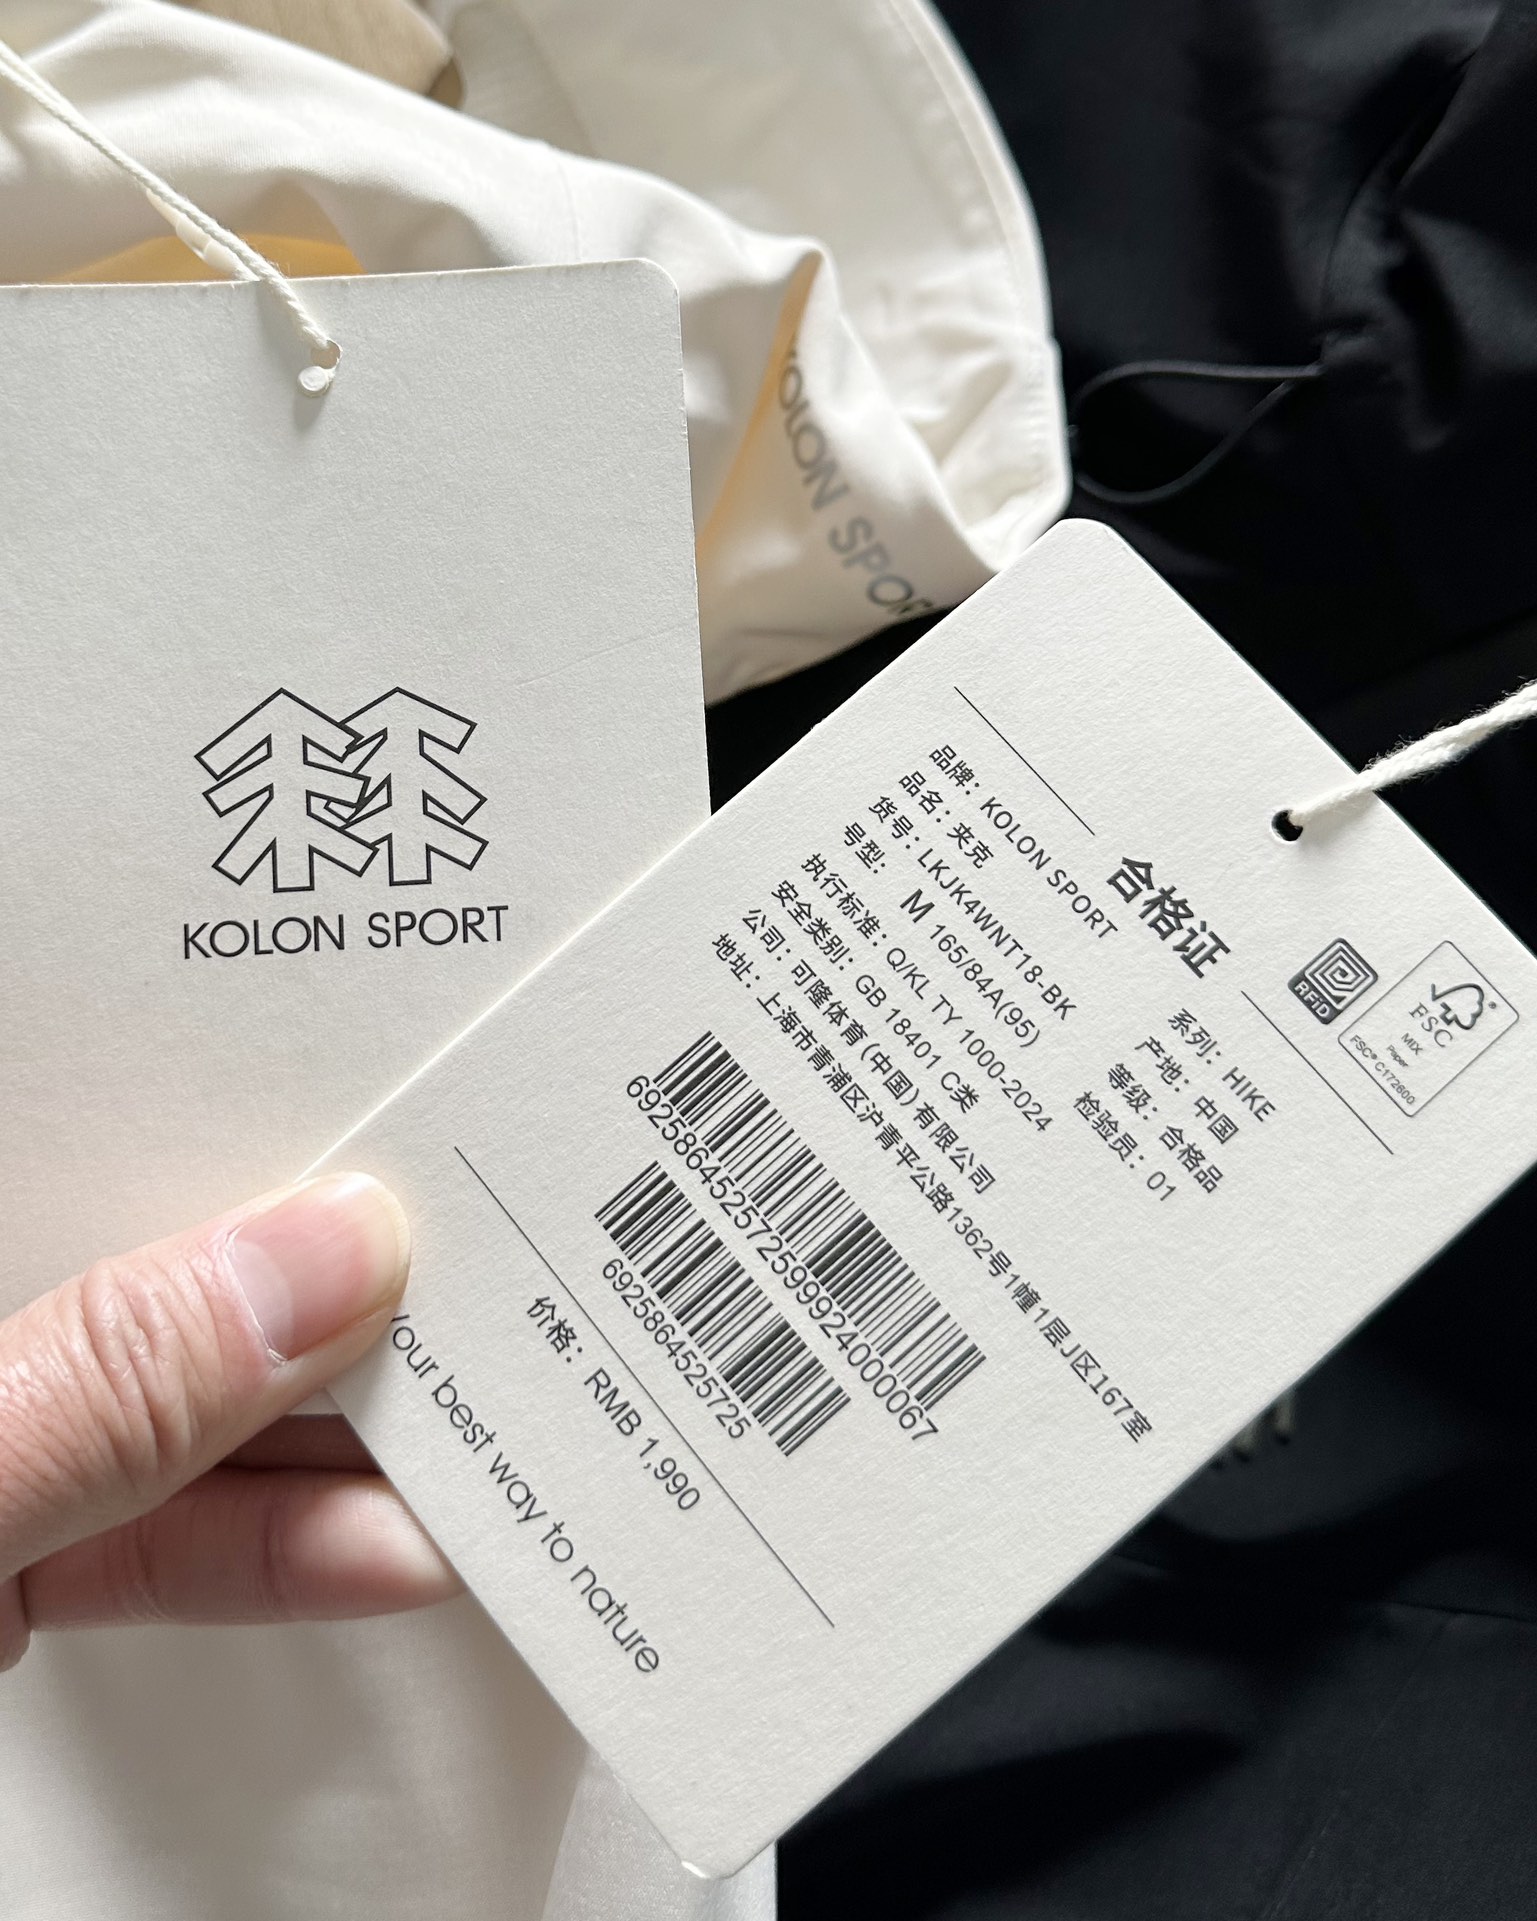 KOLON SPORT
KOLON SPORT
合格证
品牌：KOLON SPORT
品名：夹克
货号：LKJK4WNT18-BK
号型： M 165/84A(95)
执行标准：Q/KL TY 1000-2024
安全类别：GB 18401 C类
公司：可隆体育(中国)有限公司
地址：上海市青浦区沪青平公路1362号1幢1层J区167室
系列：HIKE
产地：中国
等级：合格品
检验员：01
RFID
FSC
MIX
Paper
FSC® C172600
69258645257259992400067
6925864525725
价格：RMB 1,990
your best way to nature